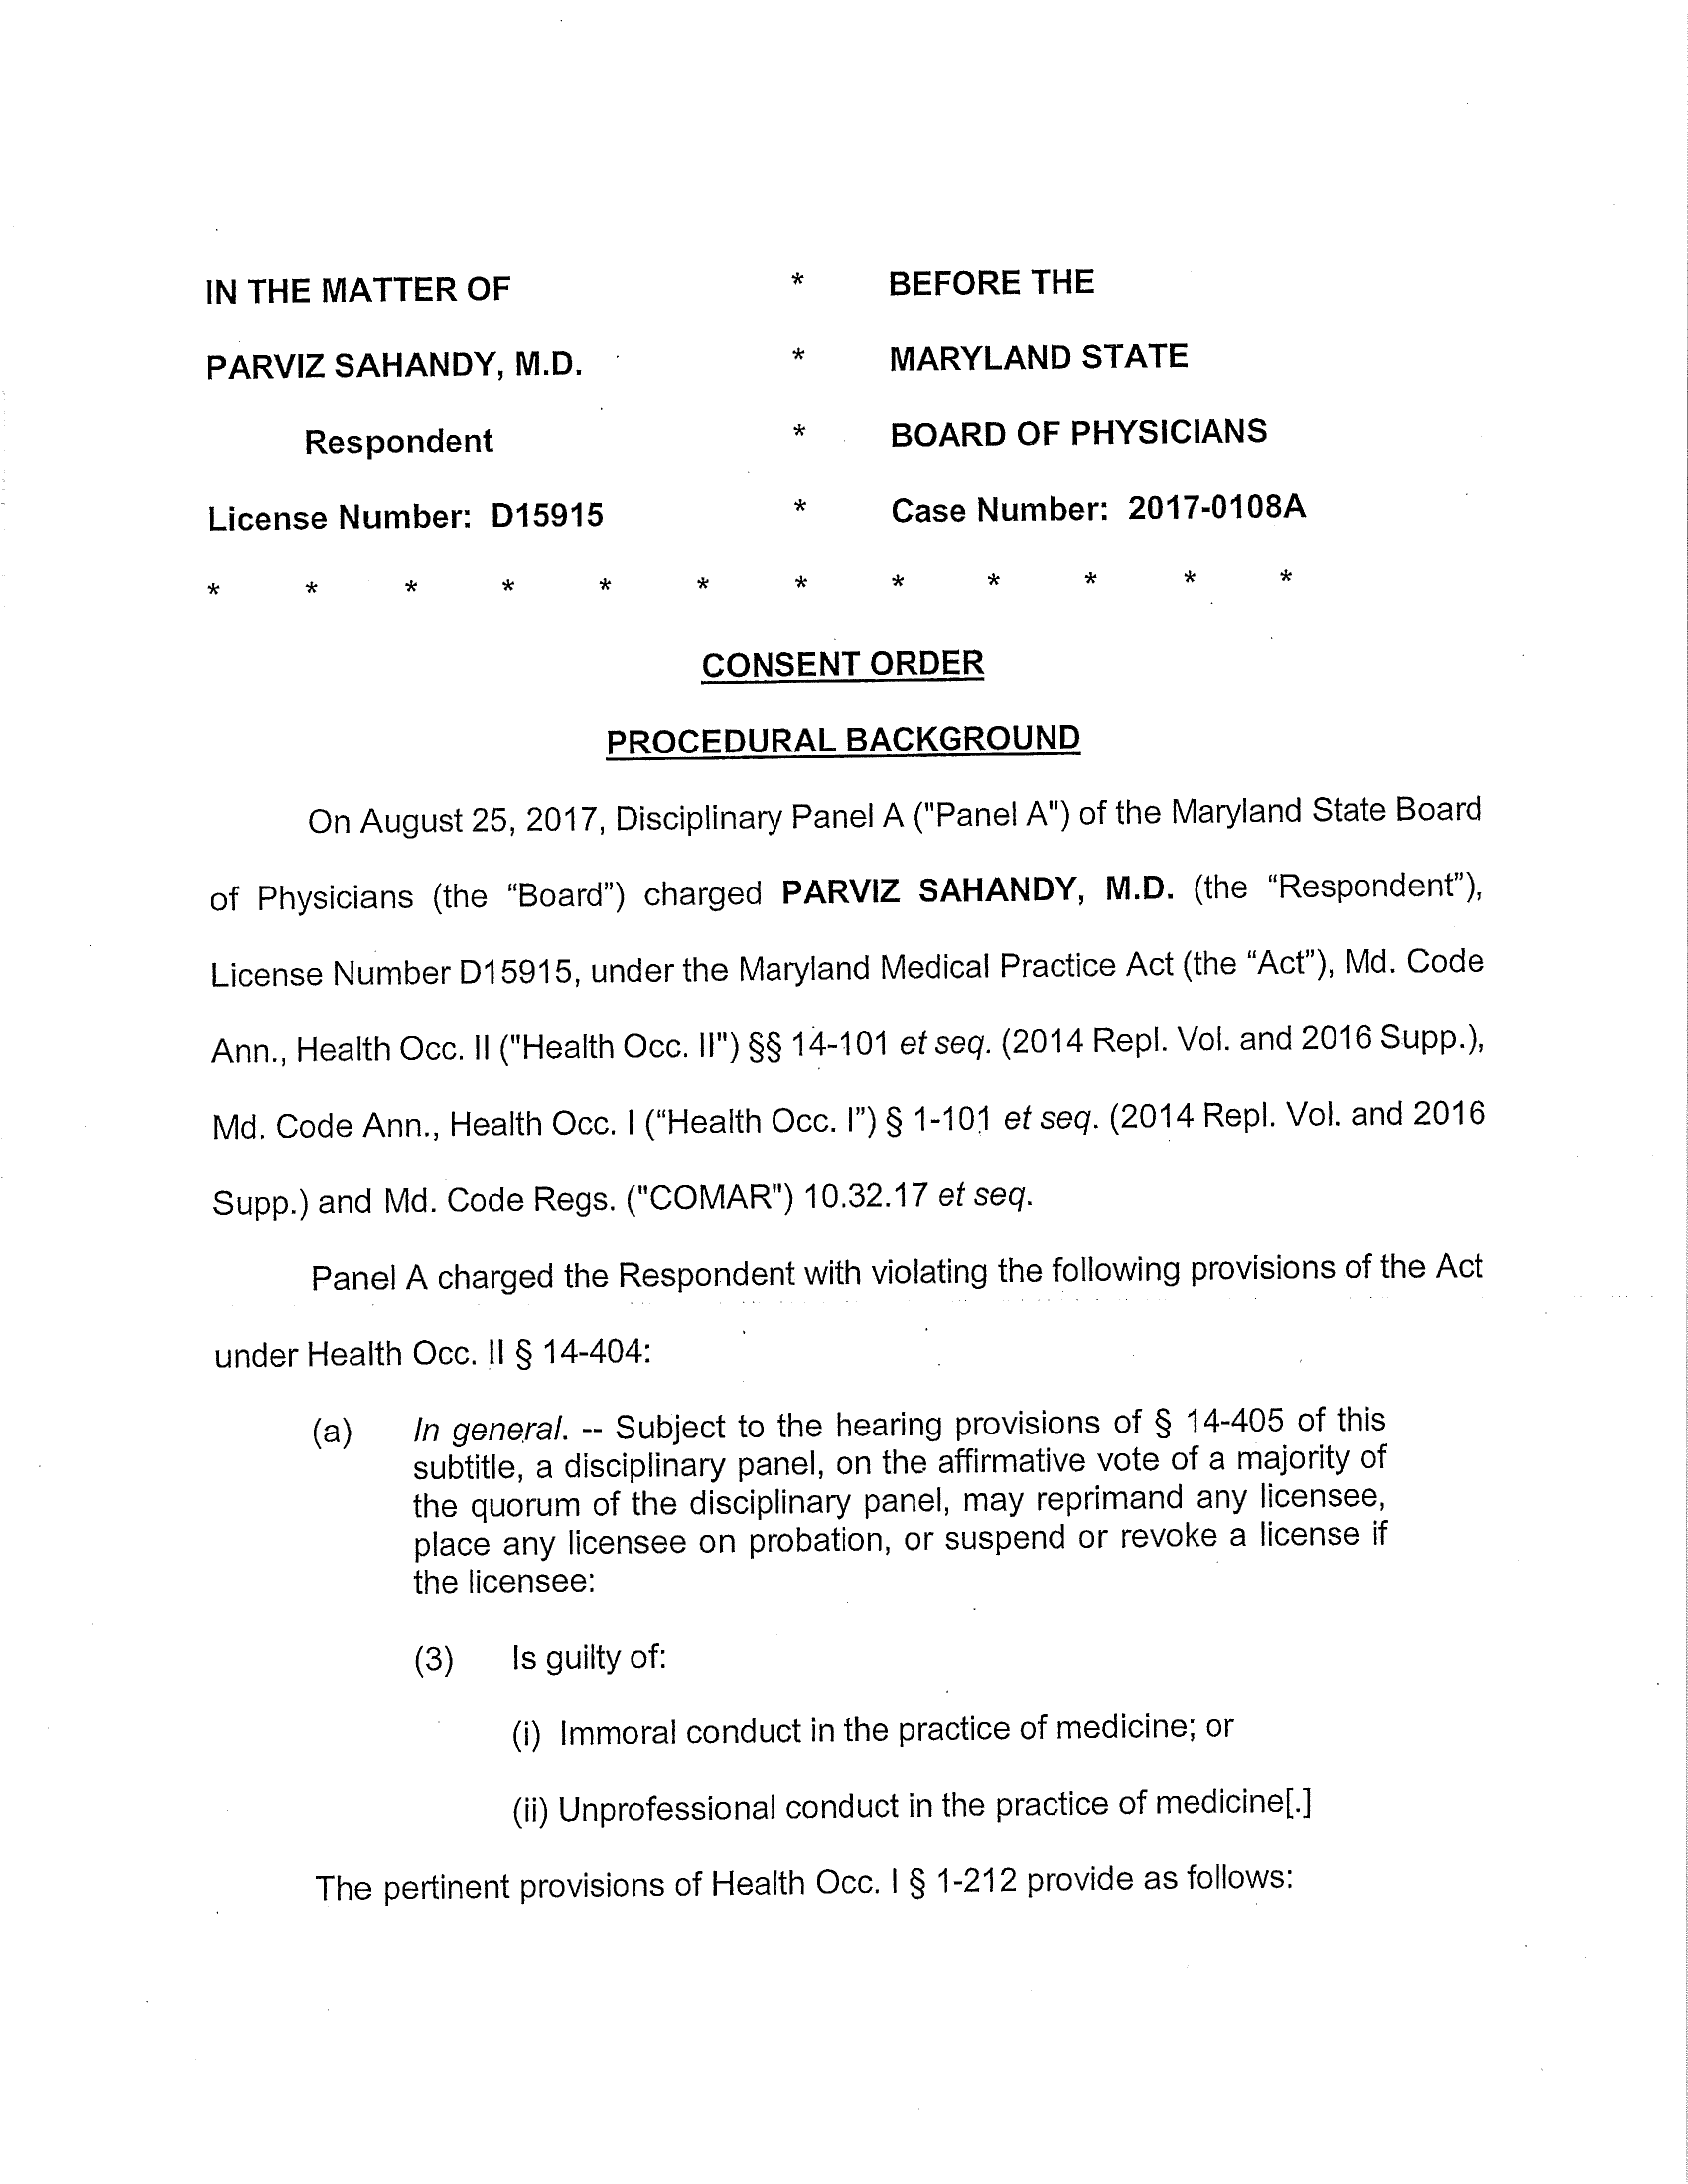 IN THE MATTER OF * BEFORE THE
PARVIZ SAHANDY, M.D. * MARYLAND STATE
Respondent * BOARD OF PHYSICIANS
License Number: D15915 * Case Number: 2017-0108A
* * * * * * * * * * * *
CONSENT ORDER
PROCEDURAL BACKGROUND
On August 25, 2017, Disciplinary Panel A ("Panel A") of the Maryland State Board
of Physicians (the “Board”) charged PARVIZ SAHANDY, M.D. (the “Respondent”),
License Number D15915, under the Maryland Medical Practice Act (the “Act”), Md. Code
Ann., Health Occ. II ("Health Occ. II") §§ 14-101 et seq. (2014 Repl. Vol. and 2016 Supp.),
Md. Code Ann., Health Occ. I (“Health Occ. I”) § 1-101 et seq. (2014 Repl. Vol. and 2016
Supp.) and Md. Code Regs. ("COMAR") 10.32.17 et seq.
Panel A charged the Respondent with violating the following provisions of the Act
under Health Occ. II § 14-404:
(a) In general. -- Subject to the hearing provisions of § 14-405 of this
subtitle, a disciplinary panel, on the affirmative vote of a majority of
the quorum of the disciplinary panel, may reprimand any licensee,
place any licensee on probation, or suspend or revoke a license if
the licensee:
(3) Is guilty of:
(i) Immoral conduct in the practice of medicine; or
(ii) Unprofessional conduct in the practice of medicine[.]
The pertinent provisions of Health Occ. I § 1-212 provide as follows: